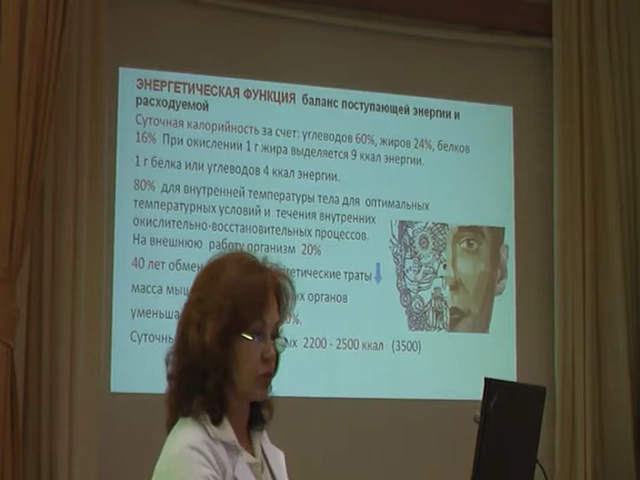 ЭНЕРГЕТИЧЕСКАЯ ФУНКЦИЯ баланс поступающей энергии и
расходуемой
Суточная калорийность за счет: углеводов 60%, жиров 24%, белков
16% При окислении 1 г жира выделяется 9 ккал энергии.
1 г белка или углеводов 4 ккал энергии.
80% для внутренней температуры тела для оптимальных
температурных условий и течения внутренних
окислительно-восстановительных процессов.
На внешнюю работу организм 20%
40 лет обмен траты
масса органов
2200 - 2500 ккал (3500)